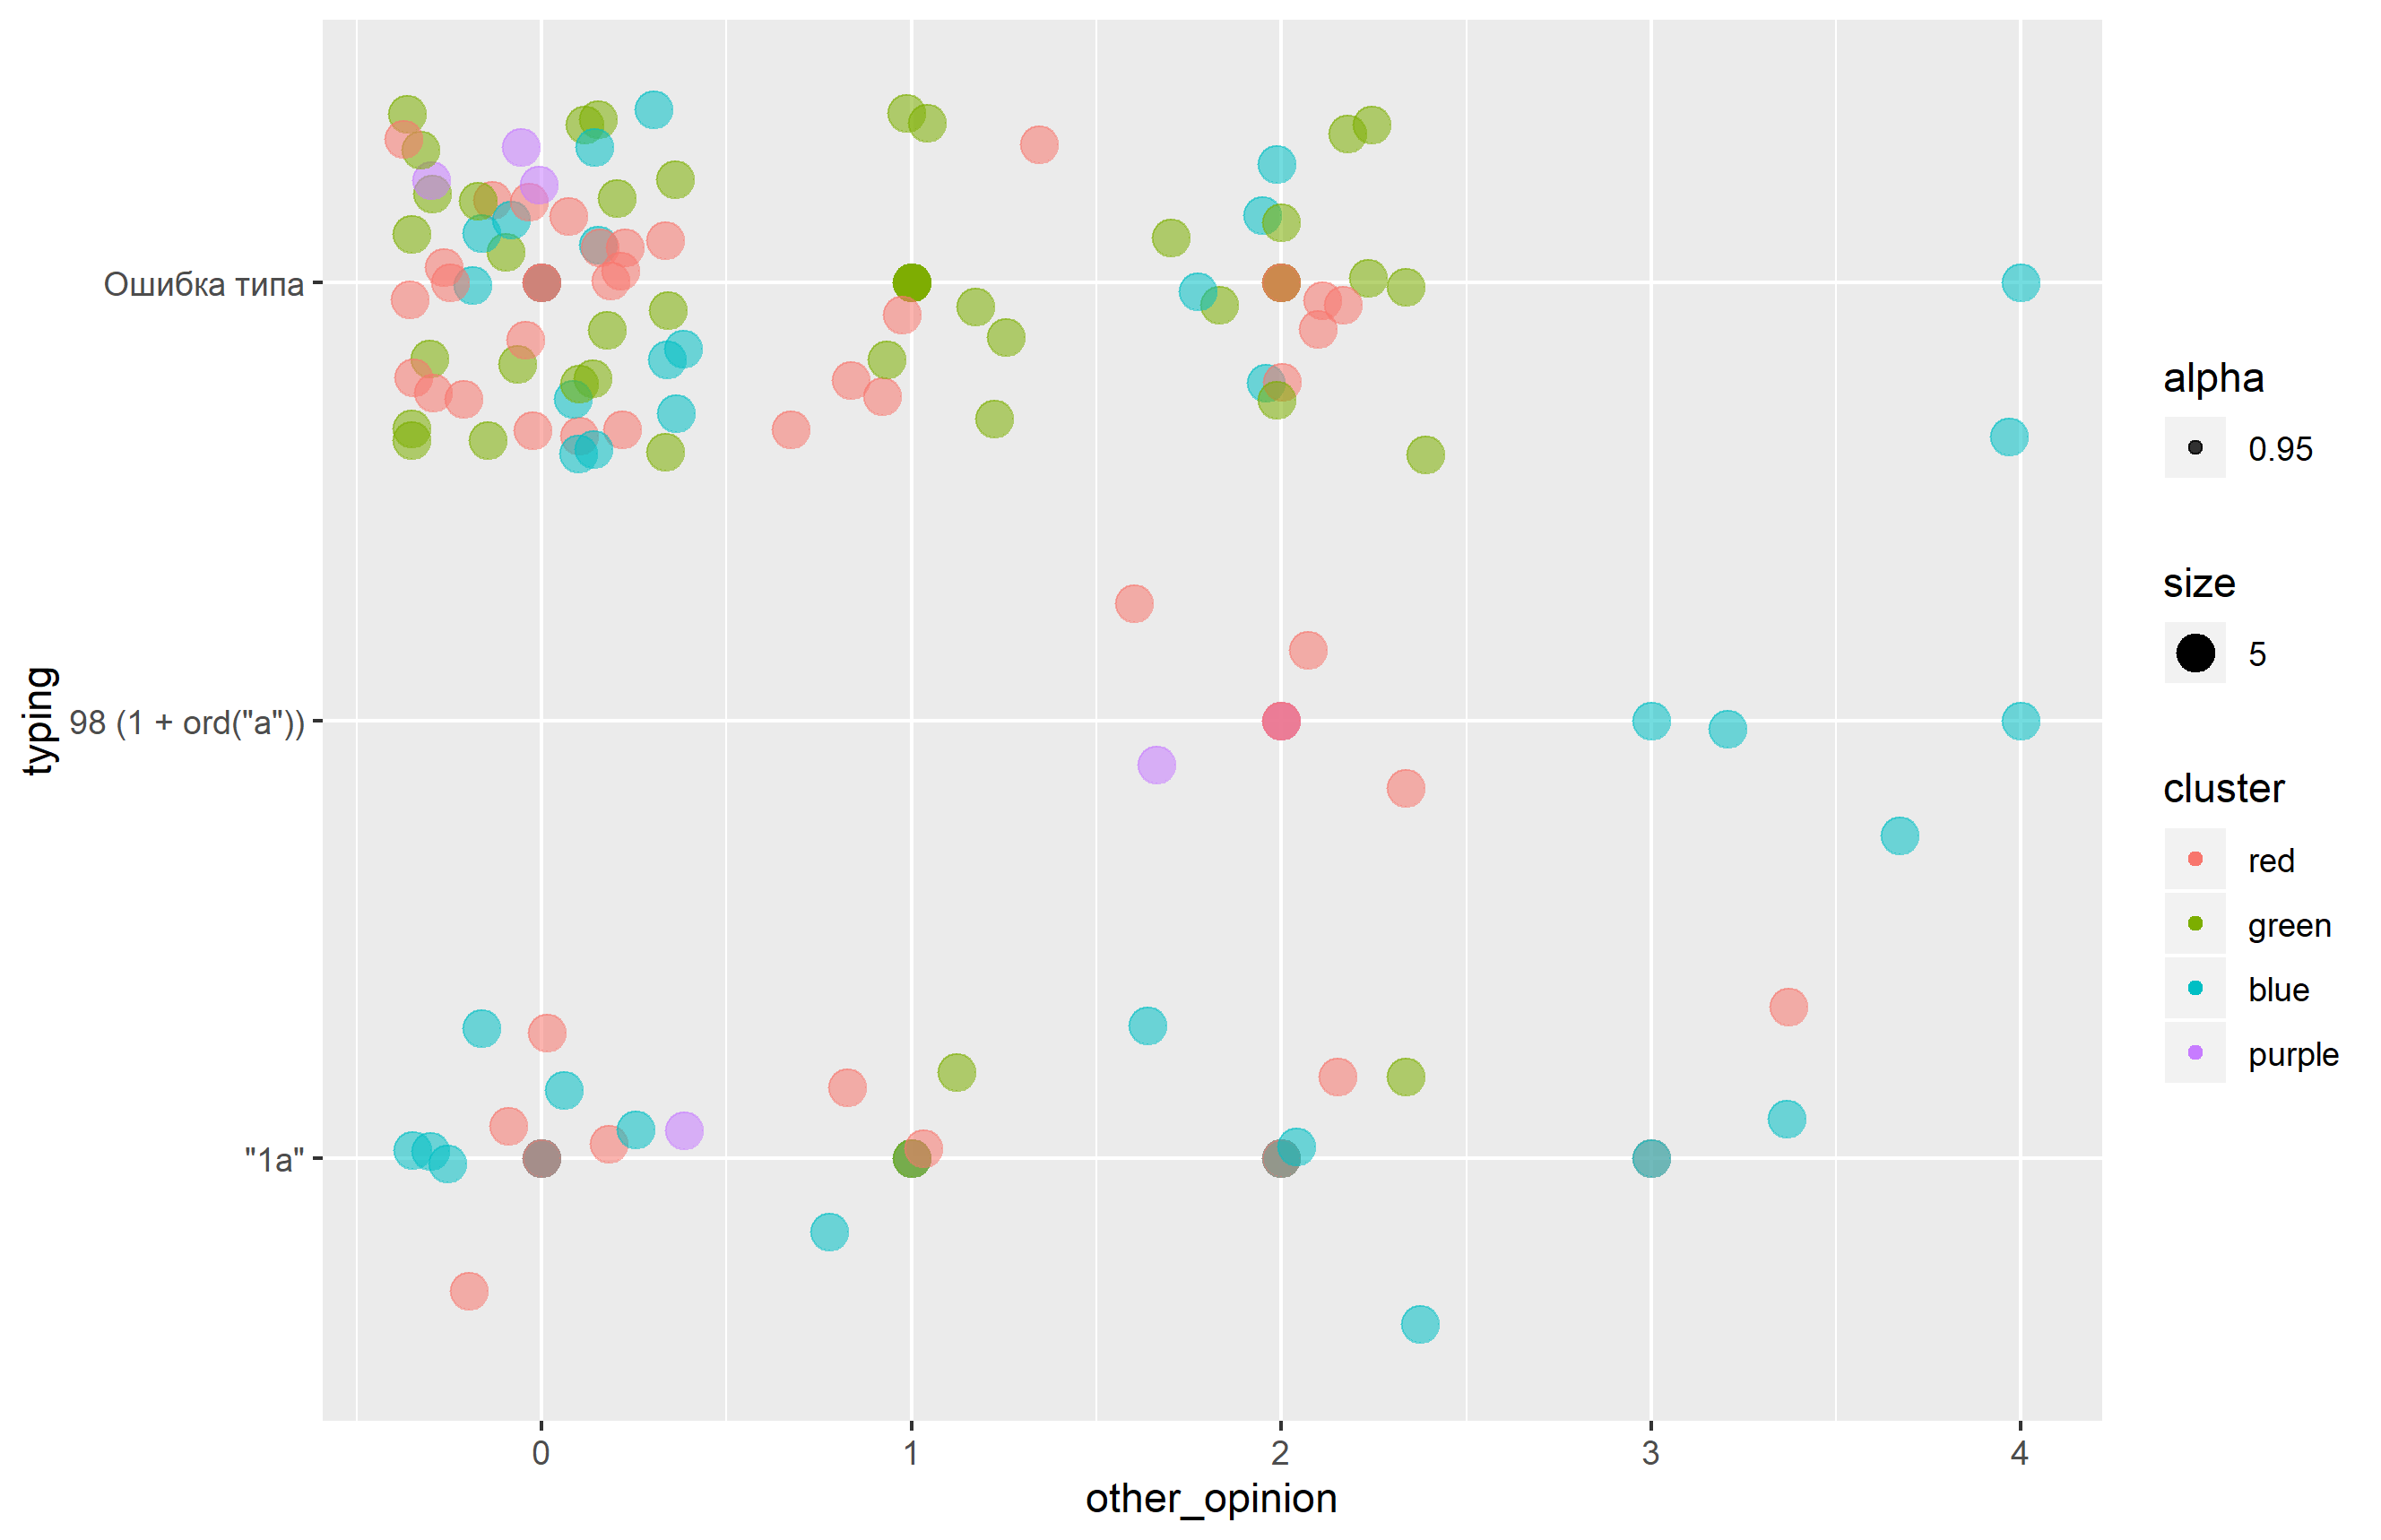 typing
Ошибка типа
98 (1 + ord("a"))
"1a"
0 1 2 3 4
other_opinion
alpha
0.95
size
5
cluster
red
green
blue
purple